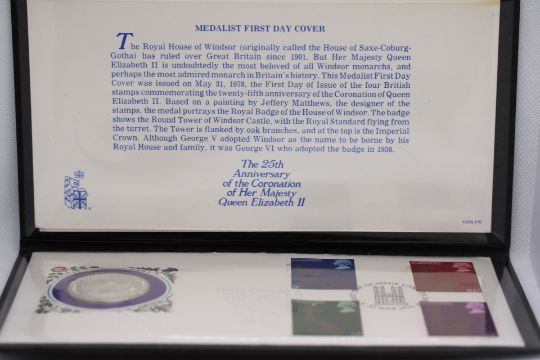 MEDALIST FIRST DAY COVER
The Royal House of Windsor (originally called the House of Saxe-Coburg-
Gotha) has ruled over Great Britain since 1901. But Her Majesty Queen
Elizabeth II is undoubtedly the most beloved of all Windsor monarchs, and
perhaps the most admired monarch in Britain's history. This Medalist First Day
Cover was issued on May 31, 1978, the First Day of Issue of the four British
stamps commemorating the twenty-fifth anniversary of the Coronation of Queen
Elizabeth II. Based on a painting by Jeffery Matthews, the designer of the
stamps, the medal portrays the Royal Badge of the House of Windsor. The badge
shows the Round Tower of Windsor Castle, with the Royal Standard flying from
the turret. The Tower is flanked by oak branches, and at the top is the Imperial
Crown. Although George V adopted Windsor as the name to be borne by his
Royal House and family, it was George VI who adopted the badge in 1938.
The 25th
Anniversary
of the Coronation
of Her Majesty
Queen Elizabeth II